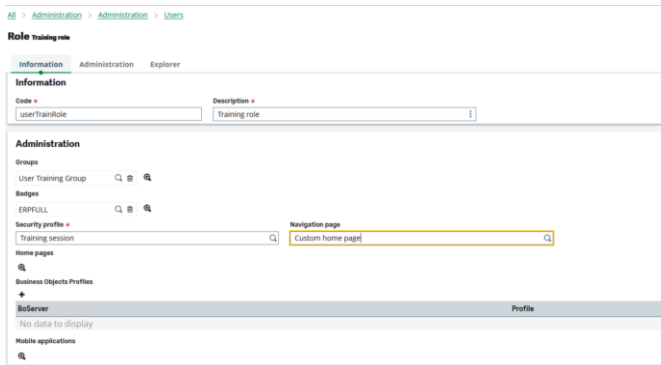 All > Administration > Administration > Users
Role Training role
Information Administration Explorer
Information
Code * Description *
userTrainRole Training role
Administration
Groups
User Training Group
Badges
ERPFULL
Security profile * Navigation page
Training session Custom home page
Home pages
Business Objects Profiles
+
BoServer Profile
No data to display
Mobile applications